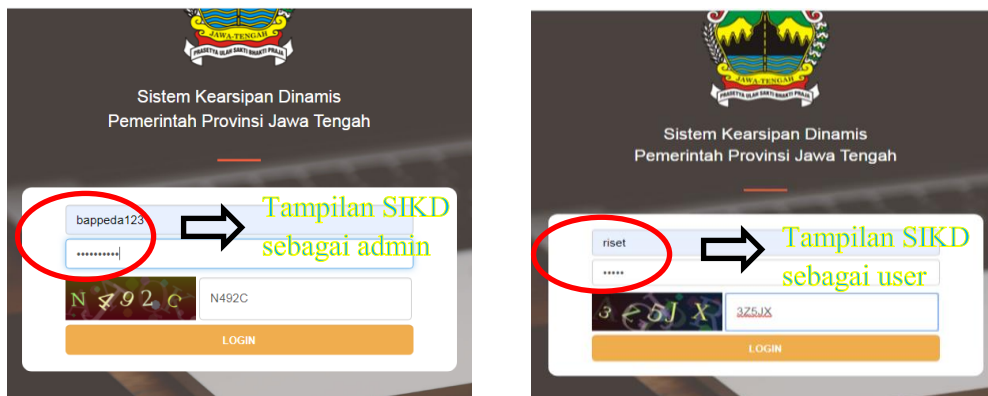 JAWA-TENGAH
PRASETYA ULAH SAKTI BHAKTI PRAJA
Sistem Kearsipan Dinamis
Pemerintah Provinsi Jawa Tengah
bappeda123
Tampilan SIKD
sebagai admin
••••••••••
N492C
N492C
LOGIN
JAWA-TENGAH
PRASETYA ULAH SAKTI BHAKTI PRAJA
Sistem Kearsipan Dinamis
Pemerintah Provinsi Jawa Tengah
riset
Tampilan SIKD
sebagai user
•••••
3Z5JX
LOGIN